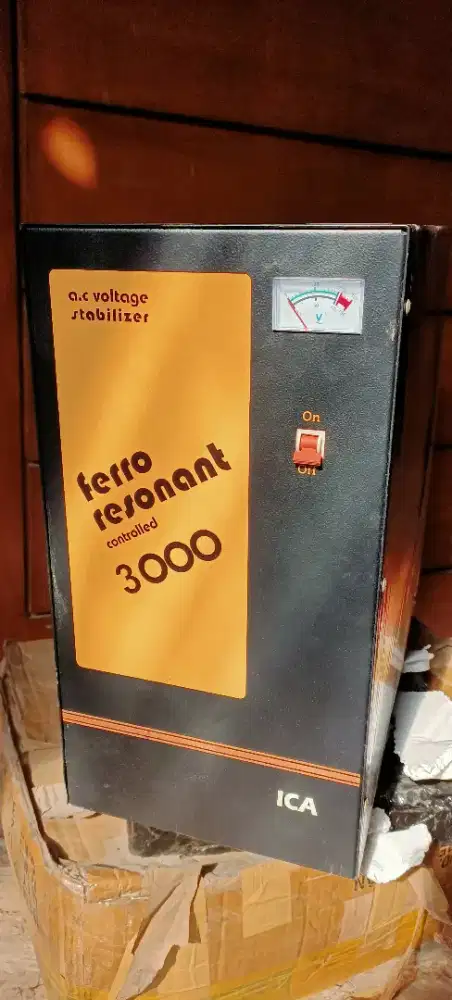 a.c voltage
stabilizer
V
On
Off
ferro
resonant
controlled
3000
ICA